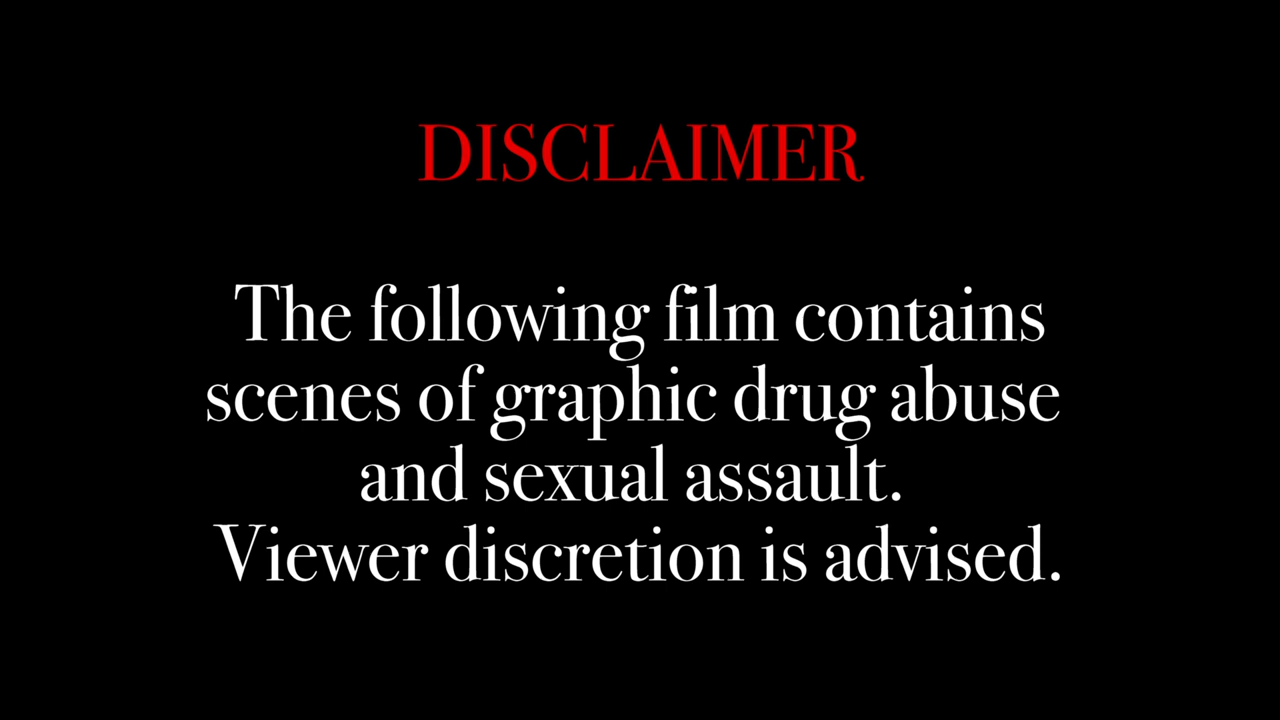 DISCLAIMER
The following film contains
scenes of graphic drug abuse
and sexual assault.
Viewer discretion is advised.